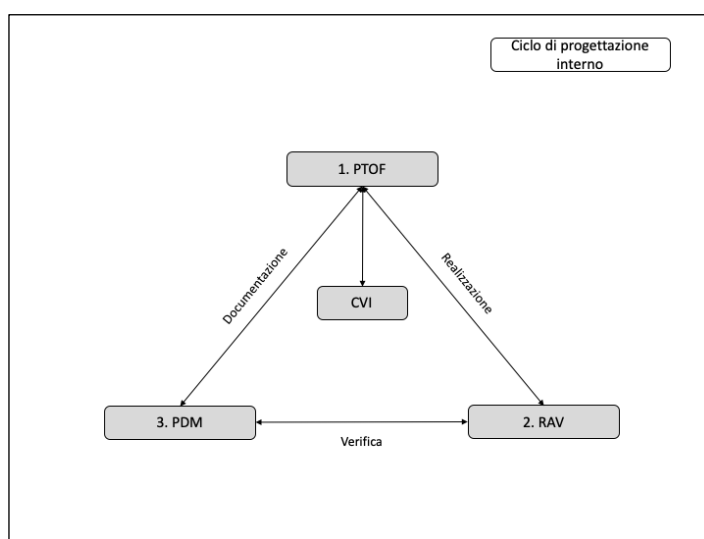 Ciclo di progettazione
interno
1. PTOF
Documentazione
Realizzazione
CVI
3. PDM
2. RAV
Verifica